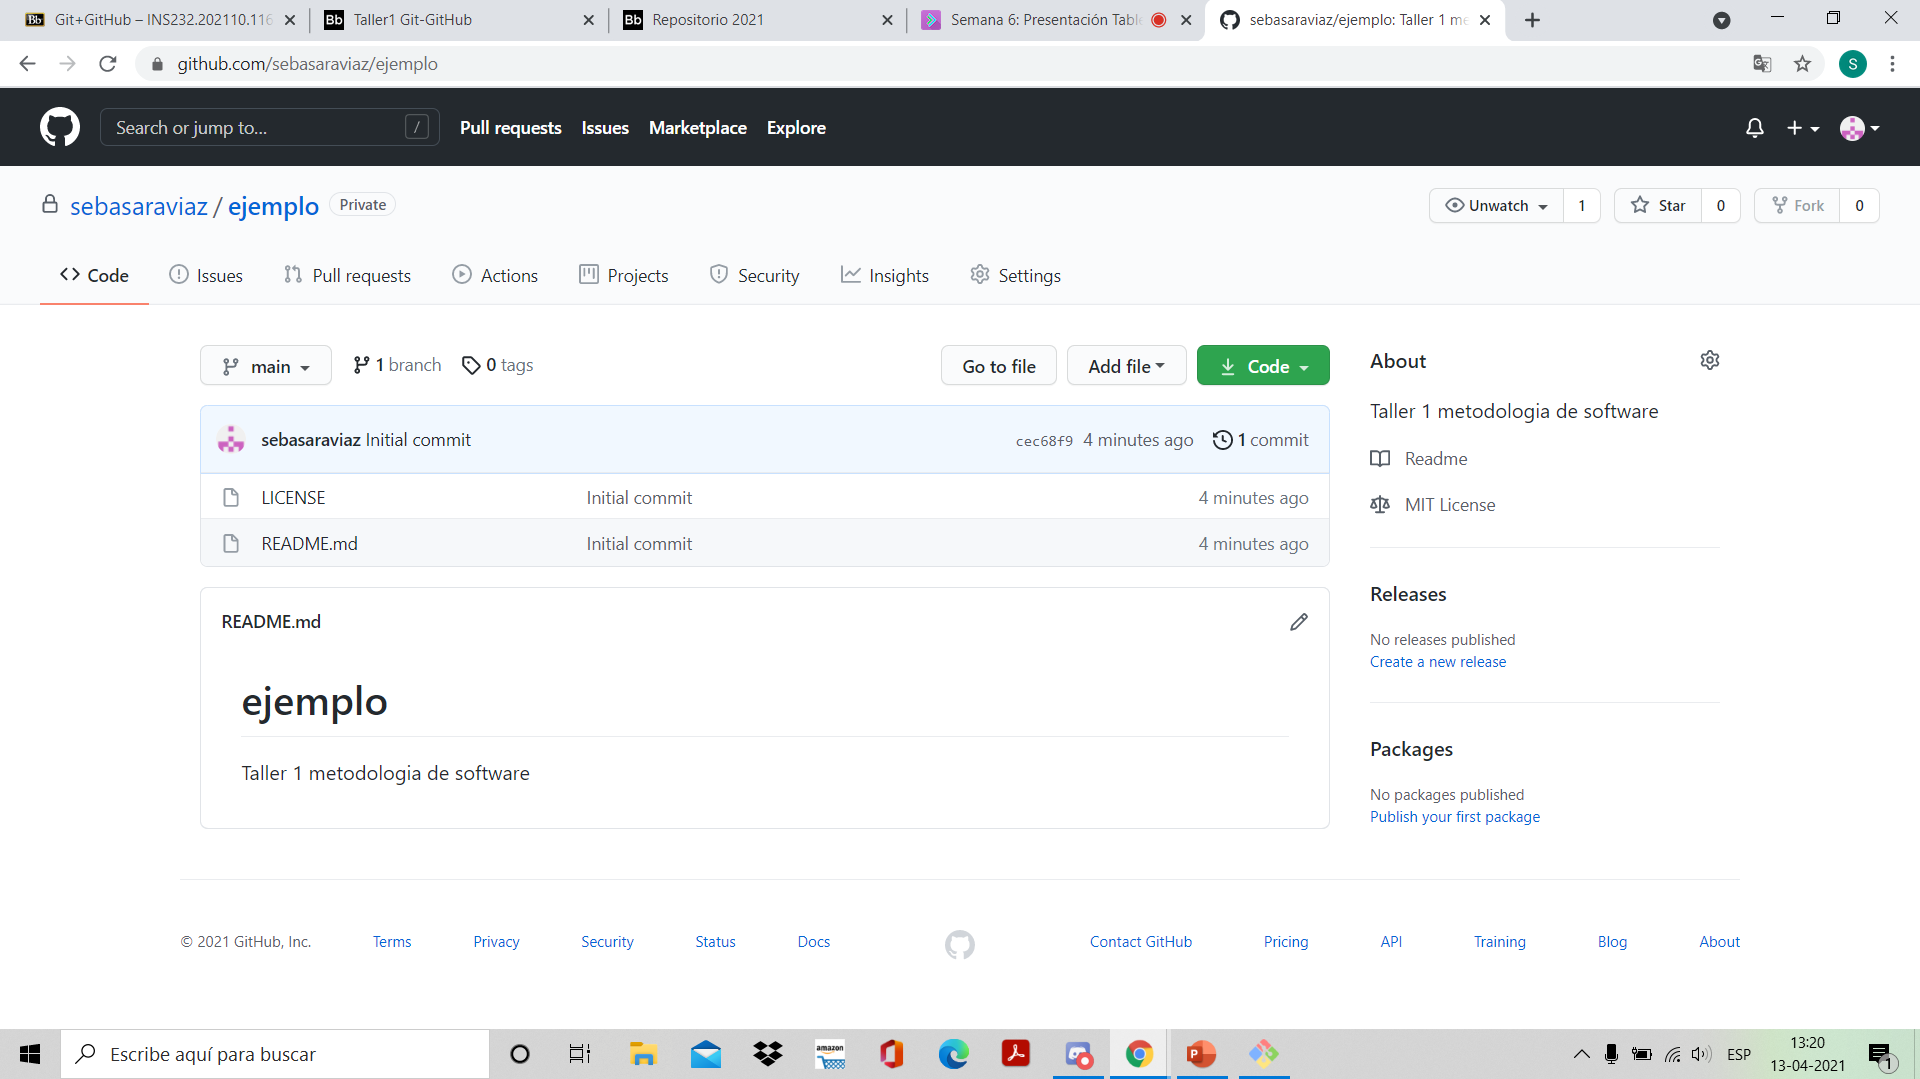 Git+GitHub – INS232.202110.116
Taller1 Git-GitHub
Repositorio 2021
Semana 6: Presentación Table
sebasaraviaz/ejemplo: Taller 1 me
github.com/sebasaraviaz/ejemplo
S
Search or jump to...
/
Pull requests
Issues
Marketplace
Explore
sebasaraviaz / ejemplo
Private
Unwatch
1
Star
0
Fork
0
Code
Issues
Pull requests
Actions
Projects
Security
Insights
Settings
main
1 branch
0 tags
Go to file
Add file
Code
sebasaraviaz Initial commit
cec68f9 4 minutes ago
1 commit
LICENSE
Initial commit
4 minutes ago
README.md
Initial commit
4 minutes ago
README.md
ejemplo
Taller 1 metodologia de software
About
Taller 1 metodologia de software
Readme
MIT License
Releases
No releases published
Create a new release
Packages
No packages published
Publish your first package
© 2021 GitHub, Inc.
Terms
Privacy
Security
Status
Docs
Contact GitHub
Pricing
API
Training
Blog
About
Escribe aquí para buscar
amazon
ESP
13:20
13-04-2021
1